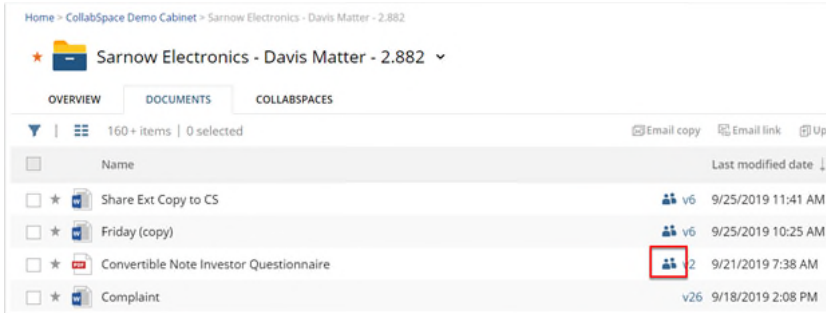 Home > CollabSpace Demo Cabinet > Sarnow Electronics - Davis Matter - 2.882
Sarnow Electronics - Davis Matter - 2.882
OVERVIEW DOCUMENTS COLLABSPACES
160+ items | 0 selected Email copy Email link Up
Name Last modified date
Share Ext Copy to CS v6 9/25/2019 11:41 AM
Friday (copy) v6 9/25/2019 10:25 AM
PDF Convertible Note Investor Questionnaire v2 9/21/2019 7:38 AM
Complaint v26 9/18/2019 2:08 PM